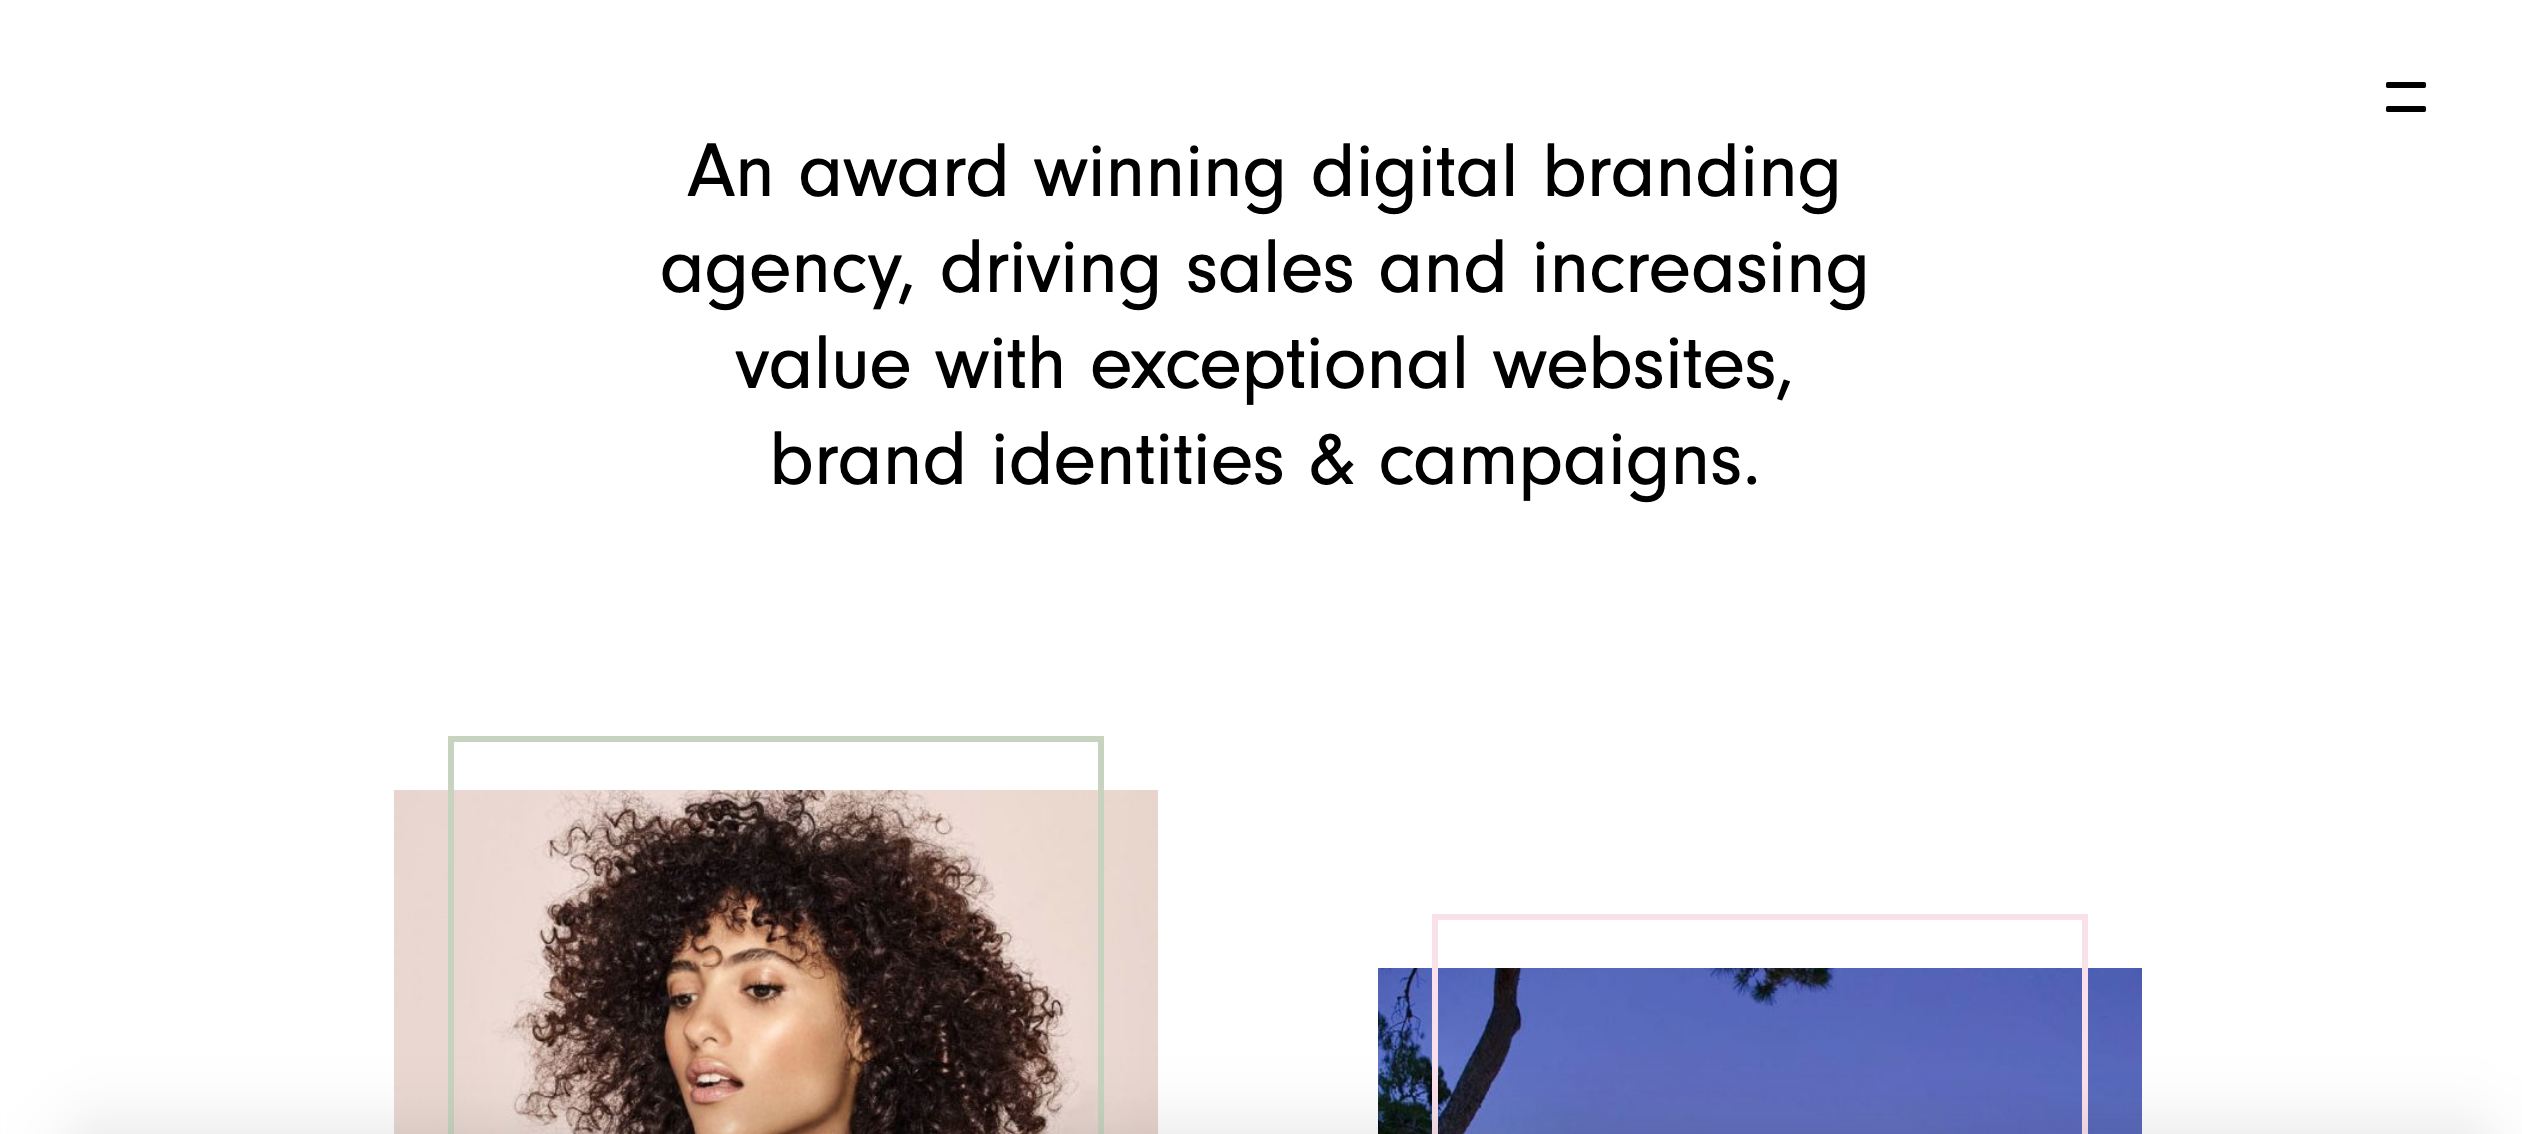 An award winning digital branding
agency, driving sales and increasing
value with exceptional websites,
brand identities & campaigns.